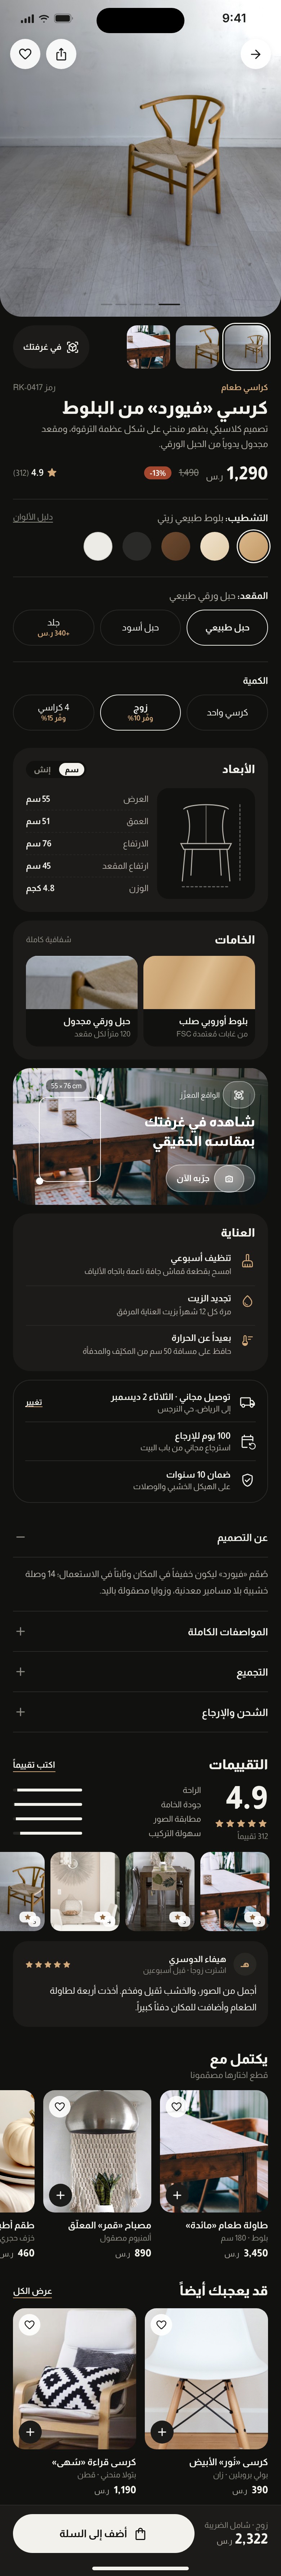 9:41
في غرفتك
كراسي طعام
رمز RK-0417
كرسي «فيورد» من البلوط
تصميم كلاسيكي بظهر منحني على شكل عظمة الترقوة، ومقعد
مجدول يدوياً من الحبل الورقي.
1,290 ر.س 1,490 -13%
4.9 (312)
التشطيب: بلوط طبيعي زيتي
دليل الألوان
المقعد: حبل ورقي طبيعي
حبل طبيعي
حبل أسود
جلد
+340 ر.س
الكمية
كرسي واحد
زوج
وفّر 10%
4 كراسي
وفّر 15%
الأبعاد
سم إنش
العرض 55 سم
العمق 51 سم
الارتفاع 76 سم
ارتفاع المقعد 45 سم
الوزن 4.8 كجم
الخامات
شفافية كاملة
بلوط أوروبي صلب
من غابات مُعتمدة FSC
حبل ورقي مجدول
120 متراً لكل مقعد
الواقع المعزّز
55 × 76 cm
شاهده في غرفتك
بمقاسه الحقيقي
جرّبه الآن
العناية
تنظيف أسبوعي
امسح بقطعة قماش جافة ناعمة باتجاه الألياف
تجديد الزيت
مرة كل 12 شهراً بزيت العناية المرفق
بعيداً عن الحرارة
حافظ على مسافة 50 سم من المكيّف والمدفأة
توصيل مجاني · الثلاثاء 2 ديسمبر
إلى الرياض، حي النرجس
تغيير
100 يوم للإرجاع
استرجاع مجاني من باب البيت
ضمان 10 سنوات
على الهيكل الخشبي والوصلات
عن التصميم
صُمّم «فيورد» ليكون خفيفاً في المكان وثابتاً في الاستعمال: 14 وصلة
خشبية بلا مسامير معدنية، وزوايا مصقولة باليد.
المواصفات الكاملة
التجميع
الشحن والإرجاع
التقييمات
اكتب تقييماً
4.9
312 تقييماً
الراحة
جودة الخامة
مطابقة الصور
سهولة التركيب
هـ
هيفاء الدوسري
اشترت زوجاً · قبل أسبوعين
أجمل من الصور، والخشب ثقيل وفخم. أخذت أربعة لطاولة
الطعام وأضافت للمكان دفئاً كبيراً.
يكتمل مع
قطع اختارها مصمّمونا
طاولة طعام «مائدة»
بلوط · 180 سم
3,450 ر.س
مصباح «قمر» المعلّق
ألمنيوم مصقول
890 ر.س
خزف حجري
460 ر.س
قد يعجبك أيضاً
عرض الكل
كرسي «نُور» الأبيض
بولي بروبلين · زان
390 ر.س
كرسي قراءة «سُهى»
بتولا منحني · قطن
1,190 ر.س
زوج · شامل الضريبة
2,322 ر.س
أضف إلى السلة